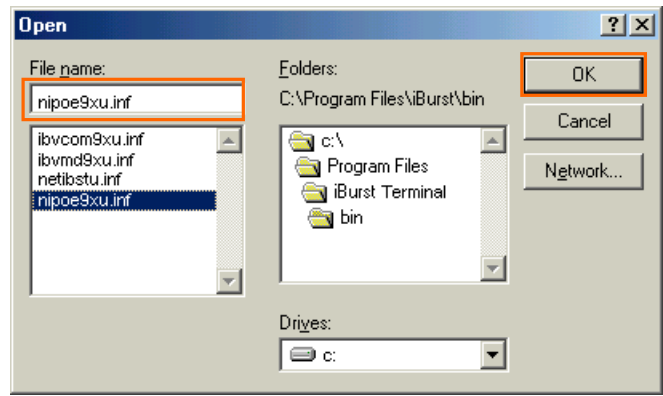 Open
File name:
nipoe9xu.inf
ibvcom9xu.inf
ibvmd9xu.inf
netibstu.inf
nipoe9xu.inf
Folders:
C:\Program Files\iBurst\bin
c:\
Program Files
iBurst Terminal
bin
Drives:
c:
OK
Cancel
Network...